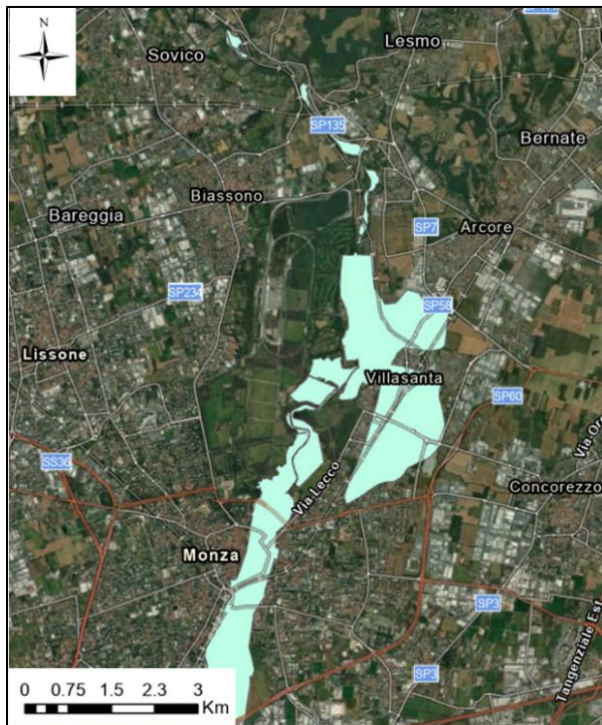 N
Sovico
Lesmo
SP135
Bernate
Biassono
Bareggia
SP7
Arcore
SP234
SP58
Lissone
Villasanta
SP60
SS36
Via Lecco
Concorezzo
Monza
SP3
SP3
Tangenziale Est
0 0.75 1.5 2.3 3
Km